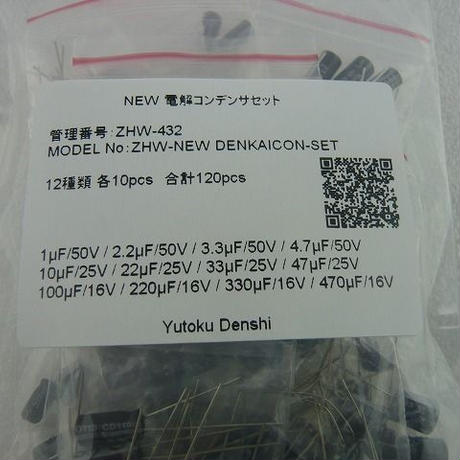 NEW 電解コンデンサセット
管理番号:ZHW-432
MODEL No:ZHW-NEW DENKAICON-SET
12種類 各10pcs 合計120pcs
1μF/50V / 2.2μF/50V / 3.3μF/50V / 4.7μF/50V
10μF/25V / 22μF/25V / 33μF/25V / 47μF/25V
100μF/16V / 220μF/16V / 330μF/16V / 470μF/16V
Yutoku Denshi